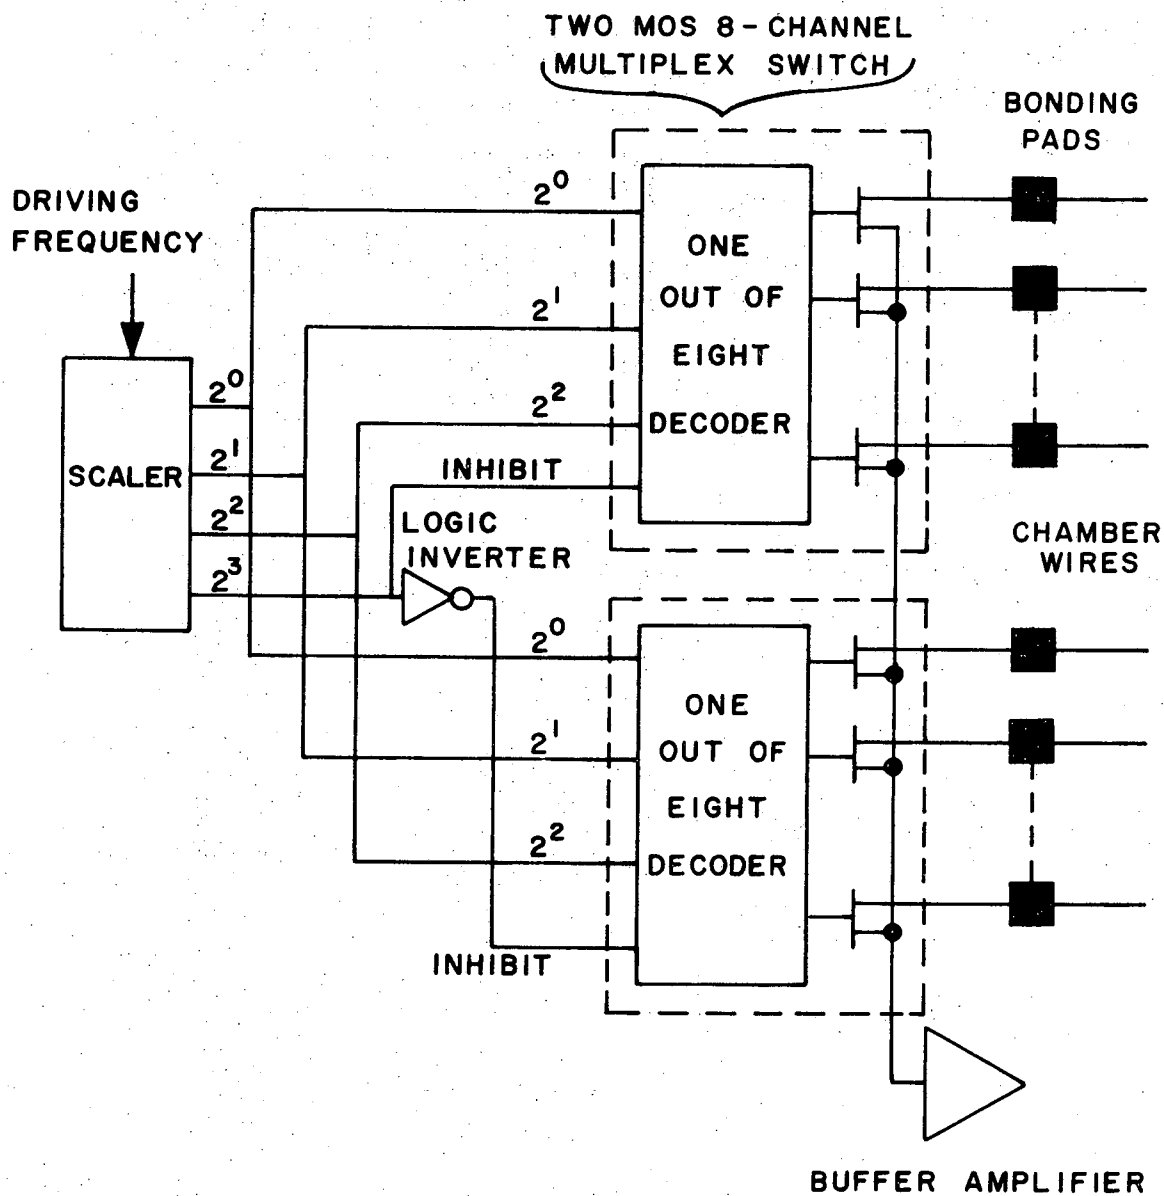 TWO MOS 8-CHANNEL
MULTIPLEX SWITCH
BONDING
PADS
DRIVING
FREQUENCY
2⁰
2¹
2²
INHIBIT
ONE
OUT OF
EIGHT
DECODER
SCALER
2⁰
2¹
2²
2³
LOGIC
INVERTER
CHAMBER
WIRES
2⁰
2¹
2²
INHIBIT
ONE
OUT OF
EIGHT
DECODER
BUFFER AMPLIFIER